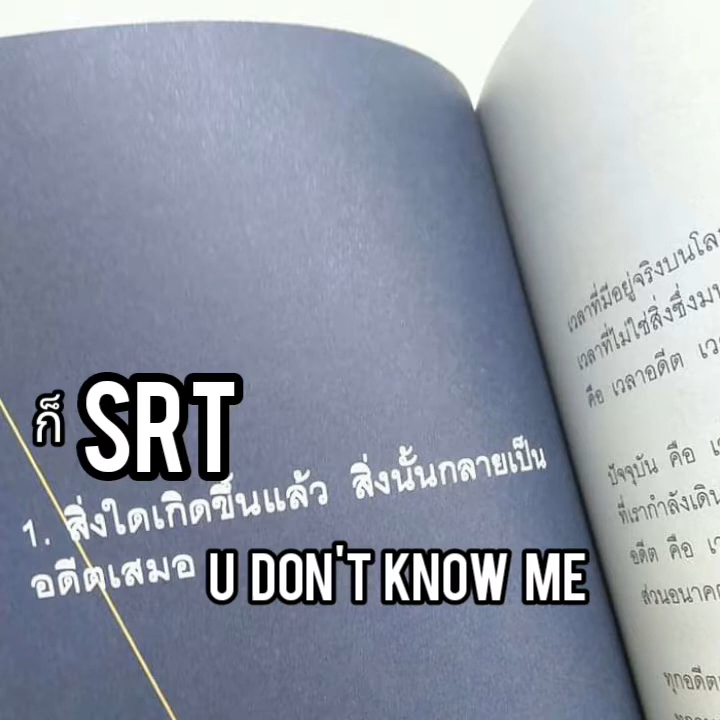 ก็ SRT
1. สิ่งใดเกิดขึ้นแล้ว สิ่งนั้นกลายเป็น
อดีตเสมอ U DON'T KNOW ME
เวลาที่มีอยู่จริงบนโล
เวลาที่ไม่ใช่สิ่งซึ่งมน
คือ เวลาอดีต
ปัจจุบัน คือ
ที่เรากำลังเดิน
อดีต คือ
ส่วนอนาคต
ทุกอดีต